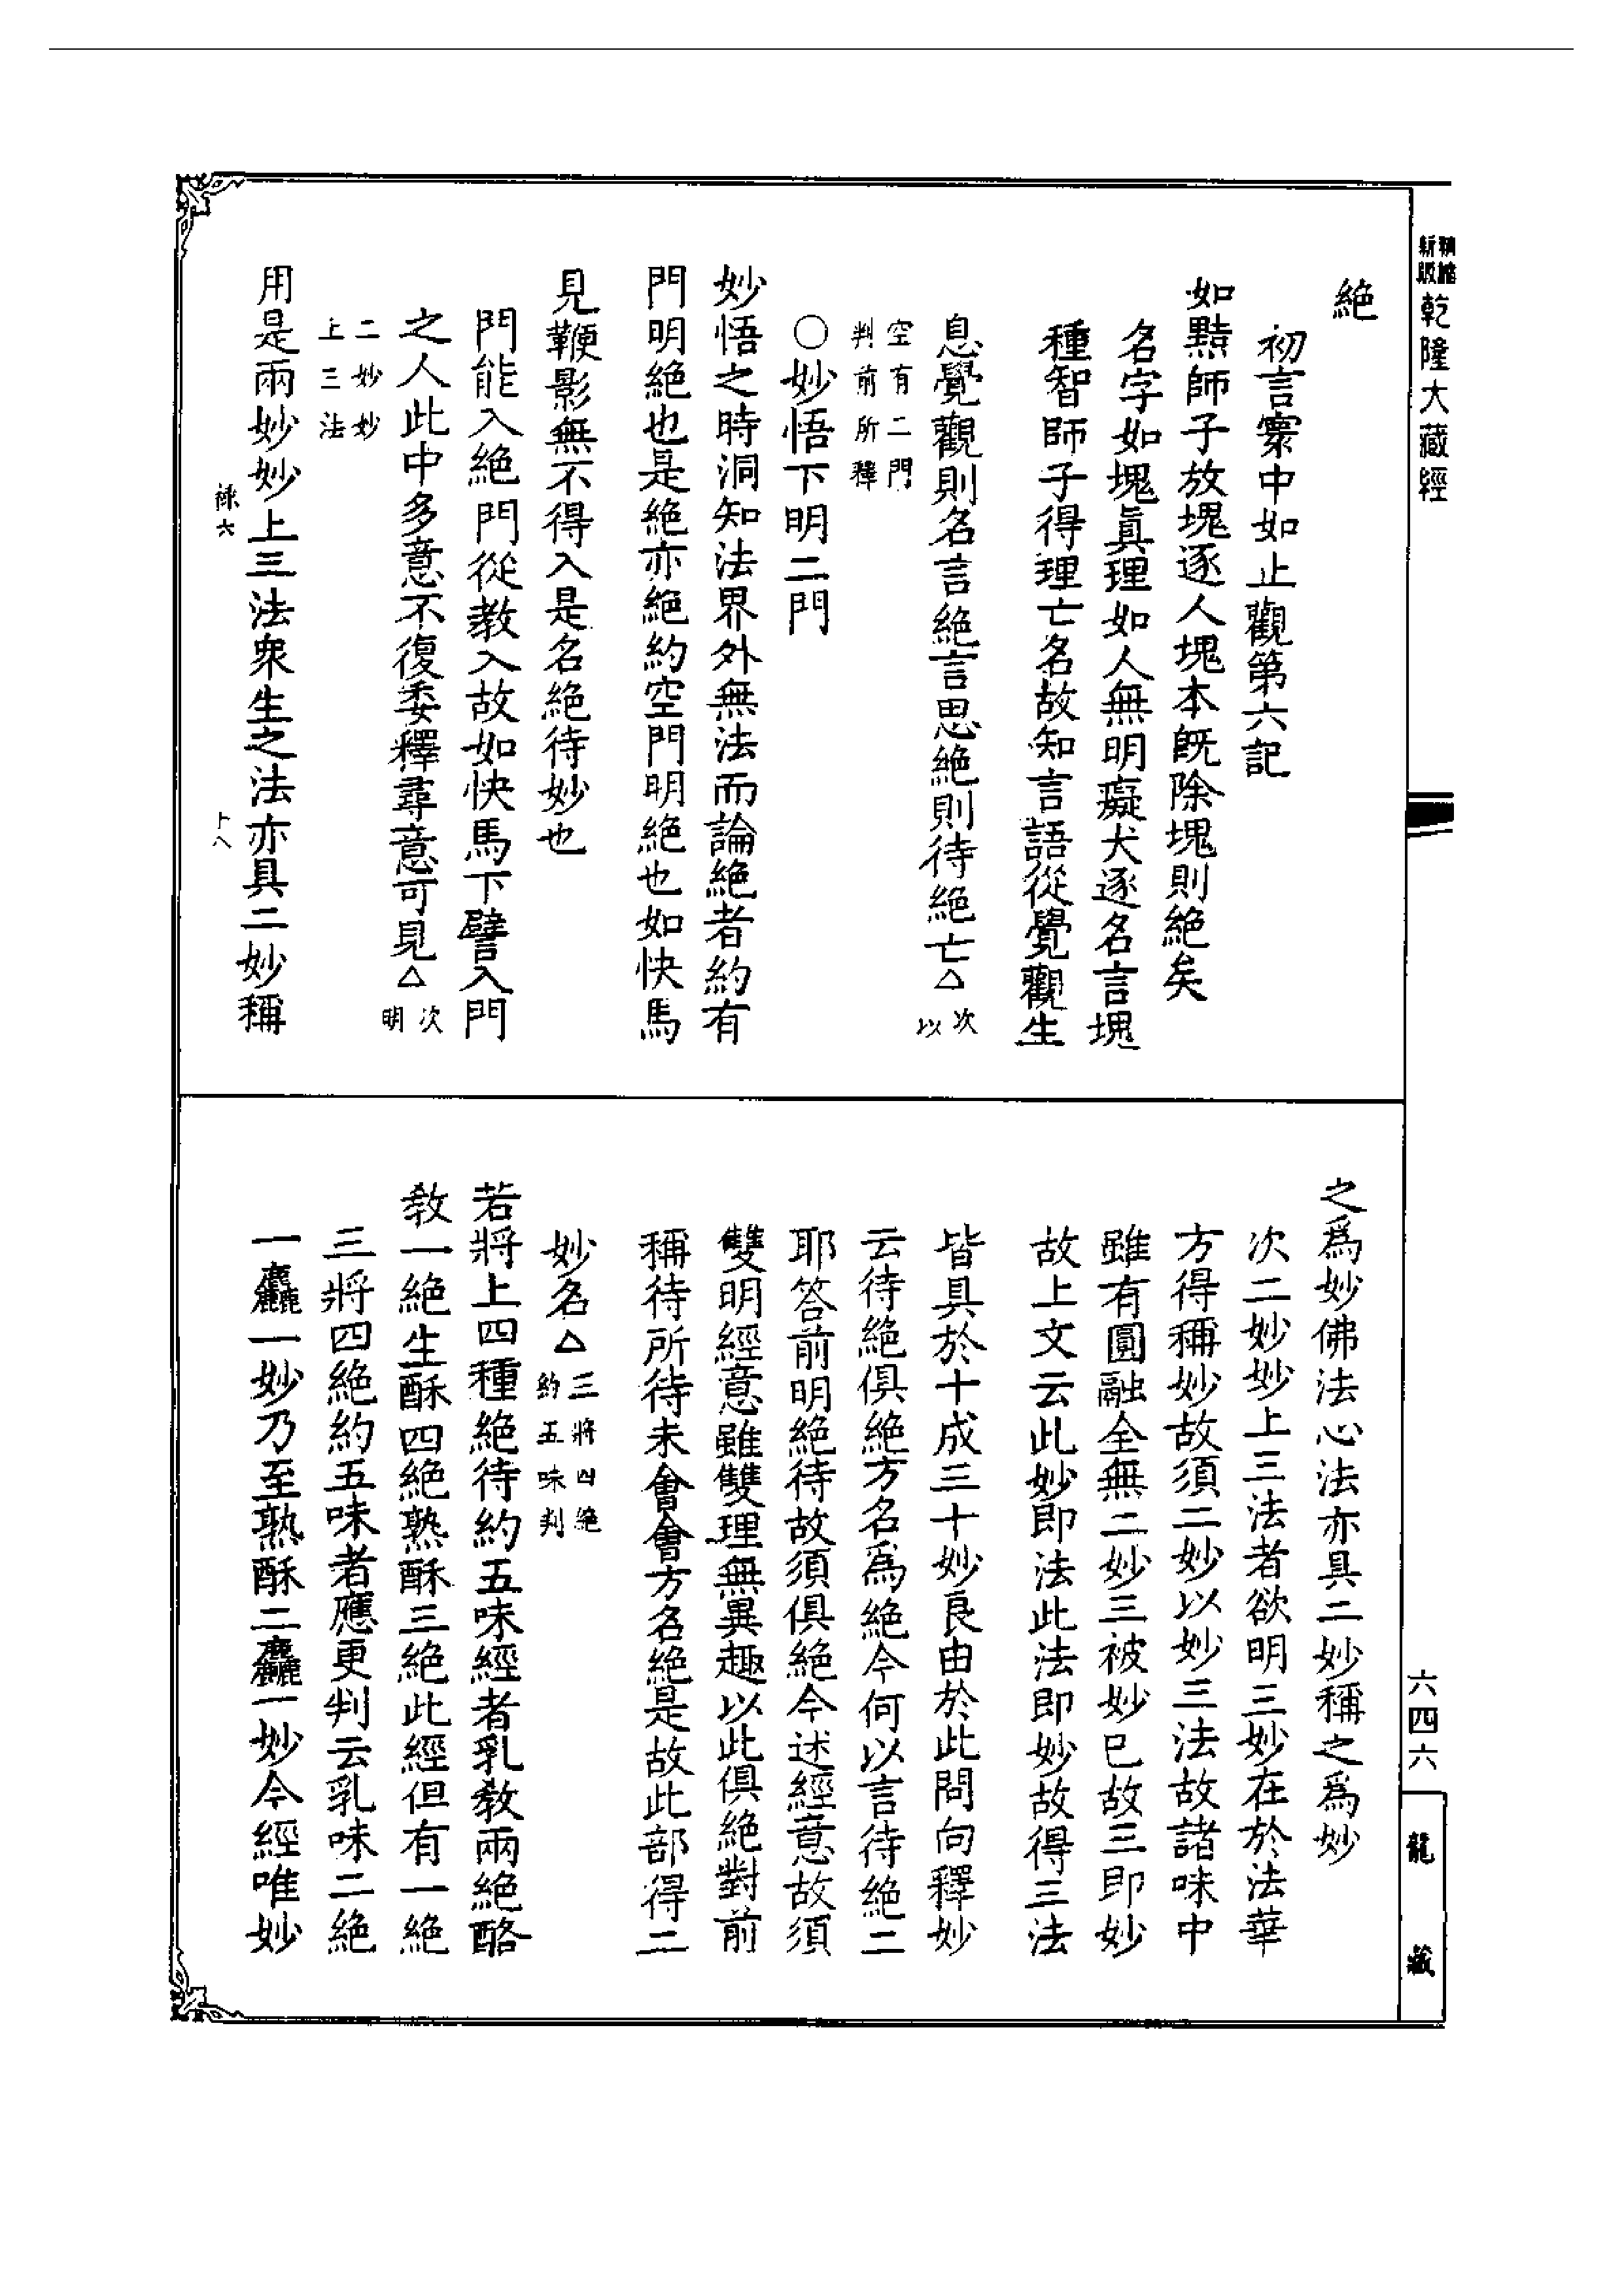 新版精縮
乾隆大藏經
絕
初言窠中如止觀第六記
如黠師子放塊逐人塊本旣除塊則絕矣
名字如塊眞理如人無明癡犬逐名言塊
種智師子得理亡名故知言語從覺觀生
息覺觀則名言絕言思絕則待絕亡△次以
空有二門判前所釋
○妙悟下明二門
妙悟之時洞知法界外無法而論絕者約有
門明絕也是絕亦絕約空門明絕也如快馬
見鞭影無不得入是名絕待妙也
門能入絕門從教入故如快馬下譬入門
之人此中多意不復委釋尋意可見△次明
二妙妙上三法
用是兩妙妙上三法衆生之法亦具二妙稱
之爲妙佛法心法亦具二妙稱之爲妙
次二妙妙上三法者欲明三妙在於法華
方得稱妙故須二妙以妙三法故諸味中
雖有圓融全無二妙三被妙已故三即妙
故上文云此妙即法此法即妙故得三法
皆具於十成三十妙良由於此問向釋妙
云待絕俱絕方名爲絕今何以言待絕二
耶答前明絕待故須俱絕今述經意故須
雙明經意雖雙理無異趣以此俱絕對前
稱待所待未會會方名絕是故此部得二
妙名△三將四絕約五味判
若將上四種絕待約五味經者乳教兩絕酪
教一絕生酥四絕熟酥三絕此經但有一絕
三將四絕約五味者應更判云乳味二絕
一麤一妙乃至熟酥二麤一妙今經唯妙
六四六
龍藏